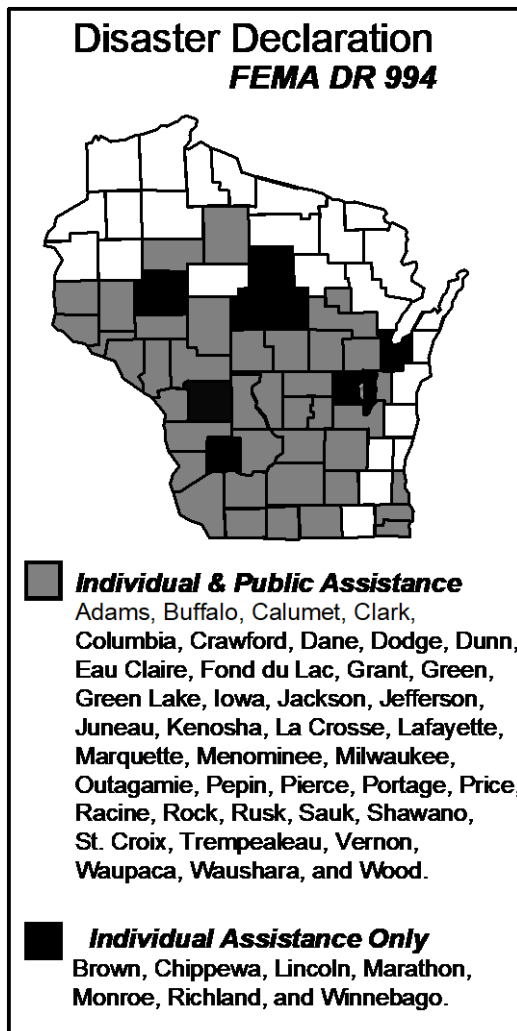 Disaster Declaration
FEMA DR 994
Individual & Public Assistance
Adams, Buffalo, Calumet, Clark,
Columbia, Crawford, Dane, Dodge, Dunn,
Eau Claire, Fond du Lac, Grant, Green,
Green Lake, Iowa, Jackson, Jefferson,
Juneau, Kenosha, La Crosse, Lafayette,
Marquette, Menominee, Milwaukee,
Outagamie, Pepin, Pierce, Portage, Price,
Racine, Rock, Rusk, Sauk, Shawano,
St. Croix, Trempealeau, Vernon,
Waupaca, Waushara, and Wood.
Individual Assistance Only
Brown, Chippewa, Lincoln, Marathon,
Monroe, Richland, and Winnebago.